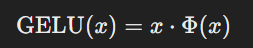 GELU(x) = x · Φ(x)